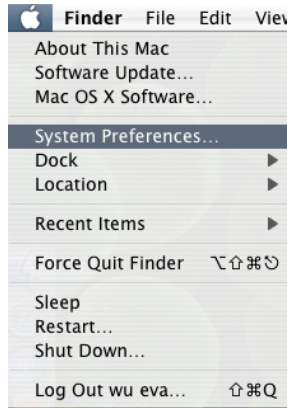 Finder File Edit View
About This Mac
Software Update...
Mac OS X Software...
System Preferences...
Dock
Location
Recent Items
Force Quit Finder ⌥⇧⌘⎋
Sleep
Restart...
Shut Down...
Log Out wu eva... ⇧⌘Q